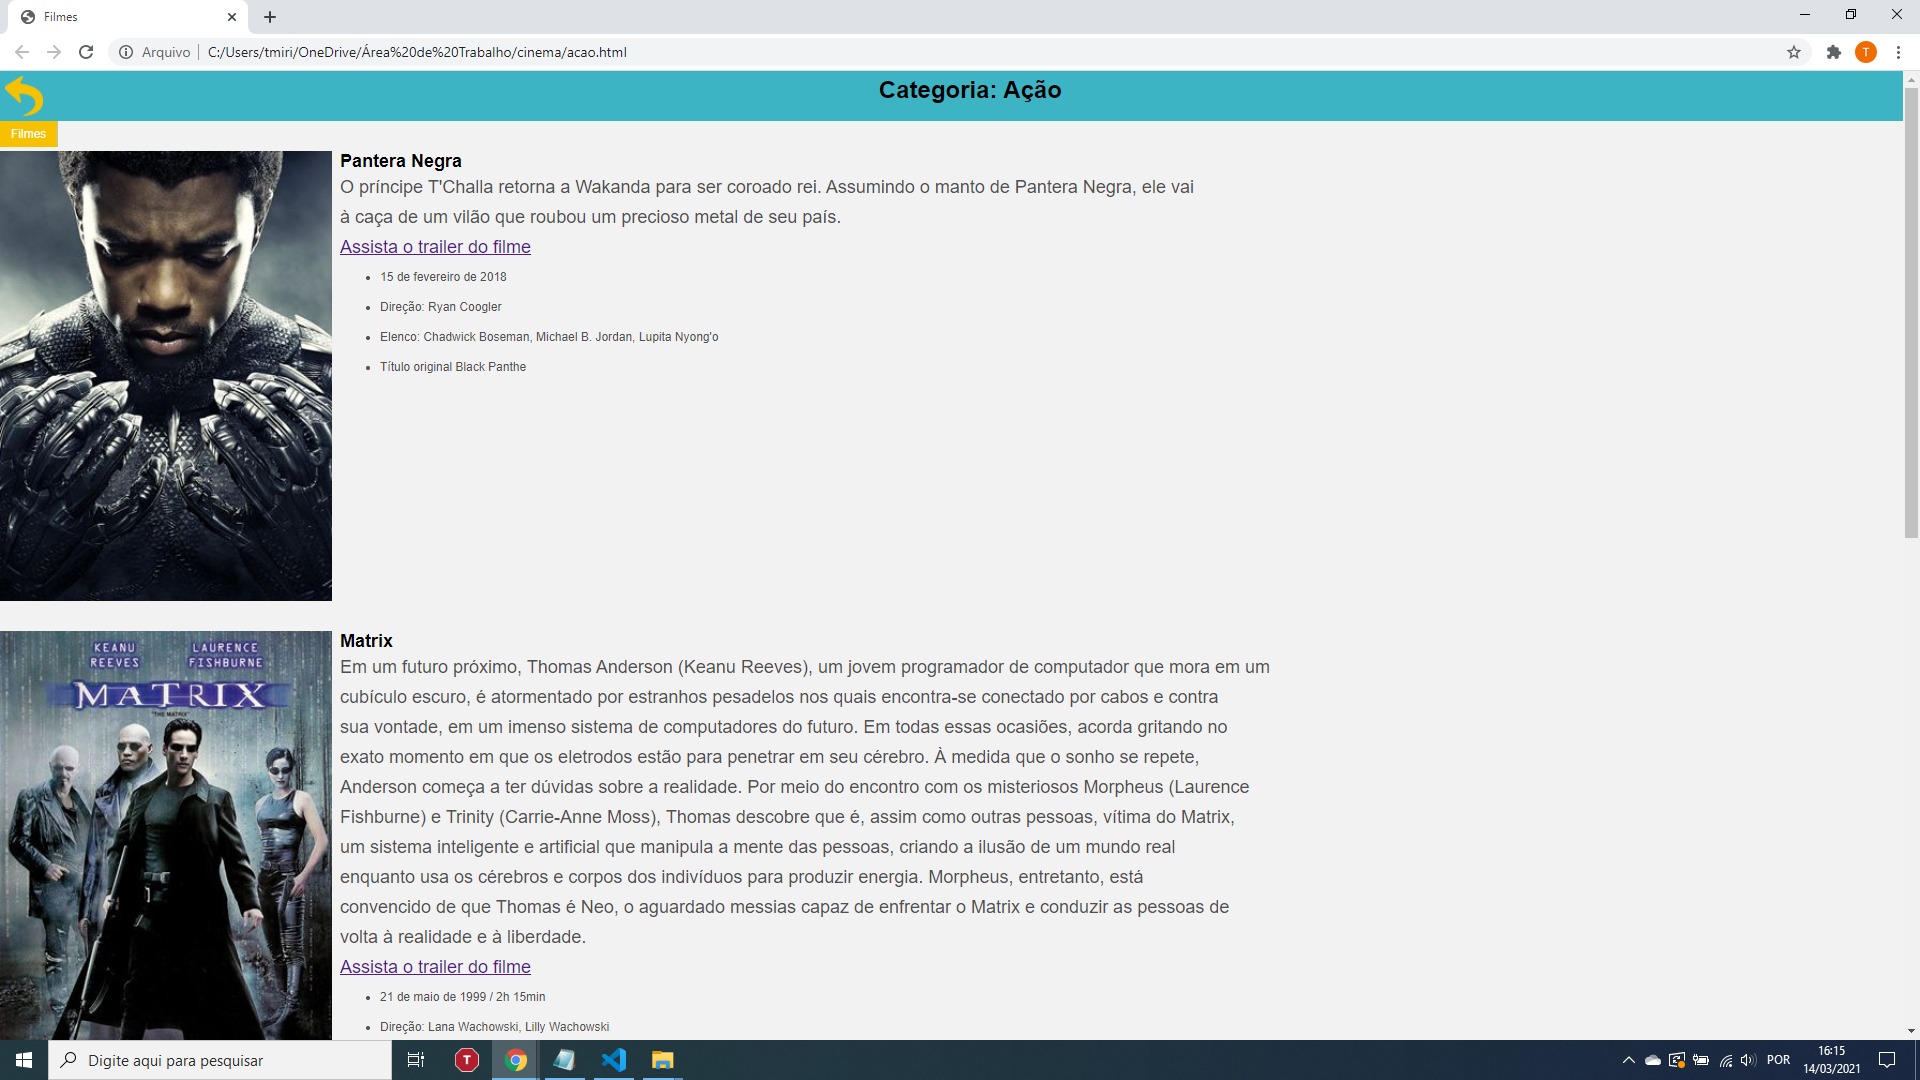 Filmes
Arquivo
C:/Users/tmiri/OneDrive/Área%20de%20Trabalho/cinema/acao.html
T
Categoria: Ação
Filmes
Pantera Negra
O príncipe T'Challa retorna a Wakanda para ser coroado rei. Assumindo o manto de Pantera Negra, ele vai
à caça de um vilão que roubou um precioso metal de seu país.
Assista o trailer do filme
• 15 de fevereiro de 2018
• Direção: Ryan Coogler
• Elenco: Chadwick Boseman, Michael B. Jordan, Lupita Nyong'o
• Título original Black Panthe
KEANU REEVES
LAURENCE FISHBURNE
MATRIX
"THE MATRIX"
Matrix
Em um futuro próximo, Thomas Anderson (Keanu Reeves), um jovem programador de computador que mora em um
cubículo escuro, é atormentado por estranhos pesadelos nos quais encontra-se conectado por cabos e contra
sua vontade, em um imenso sistema de computadores do futuro. Em todas essas ocasiões, acorda gritando no
exato momento em que os eletrodos estão para penetrar em seu cérebro. À medida que o sonho se repete,
Anderson começa a ter dúvidas sobre a realidade. Por meio do encontro com os misteriosos Morpheus (Laurence
Fishburne) e Trinity (Carrie-Anne Moss), Thomas descobre que é, assim como outras pessoas, vítima do Matrix,
um sistema inteligente e artificial que manipula a mente das pessoas, criando a ilusão de um mundo real
enquanto usa os cérebros e corpos dos indivíduos para produzir energia. Morpheus, entretanto, está
convencido de que Thomas é Neo, o aguardado messias capaz de enfrentar o Matrix e conduzir as pessoas de
volta à realidade e à liberdade.
Assista o trailer do filme
• 21 de maio de 1999 / 2h 15min
• Direção: Lana Wachowski, Lilly Wachowski
Digite aqui para pesquisar
T
POR
16:15
14/03/2021